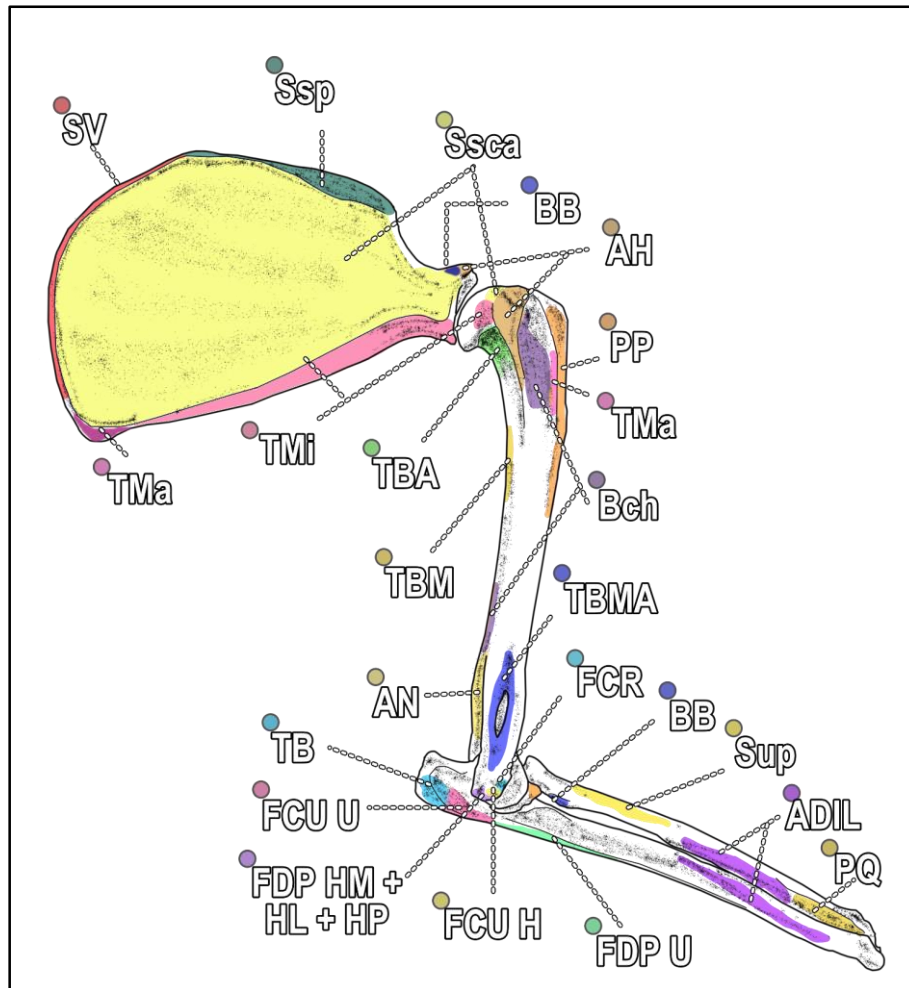 Ssp
SV
Ssca
BB
AH
PP
TMa
TMi
TBA
TMa
Bch
TBM
TBMA
FCR
AN
BB
Sup
TB
FCU U
ADIL
PQ
FDP HM +
HL + HP
FCU H
FDP U